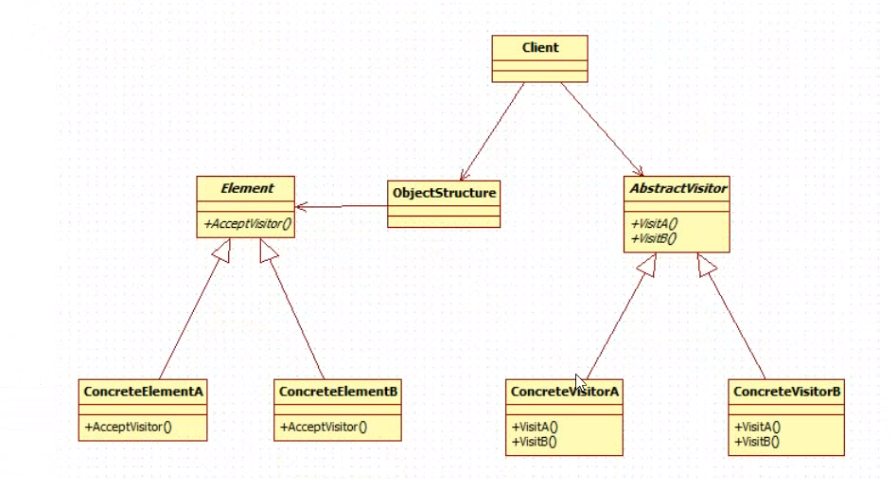 Client
Element
+AcceptVisitor()
ObjectStructure
AbstractVisitor
+VisitA()
+VisitB()
ConcreteElementA
+AcceptVisitor()
ConcreteElementB
+AcceptVisitor()
ConcreteVisitorA
+VisitA()
+VisitB()
ConcreteVisitorB
+VisitA()
+VisitB()